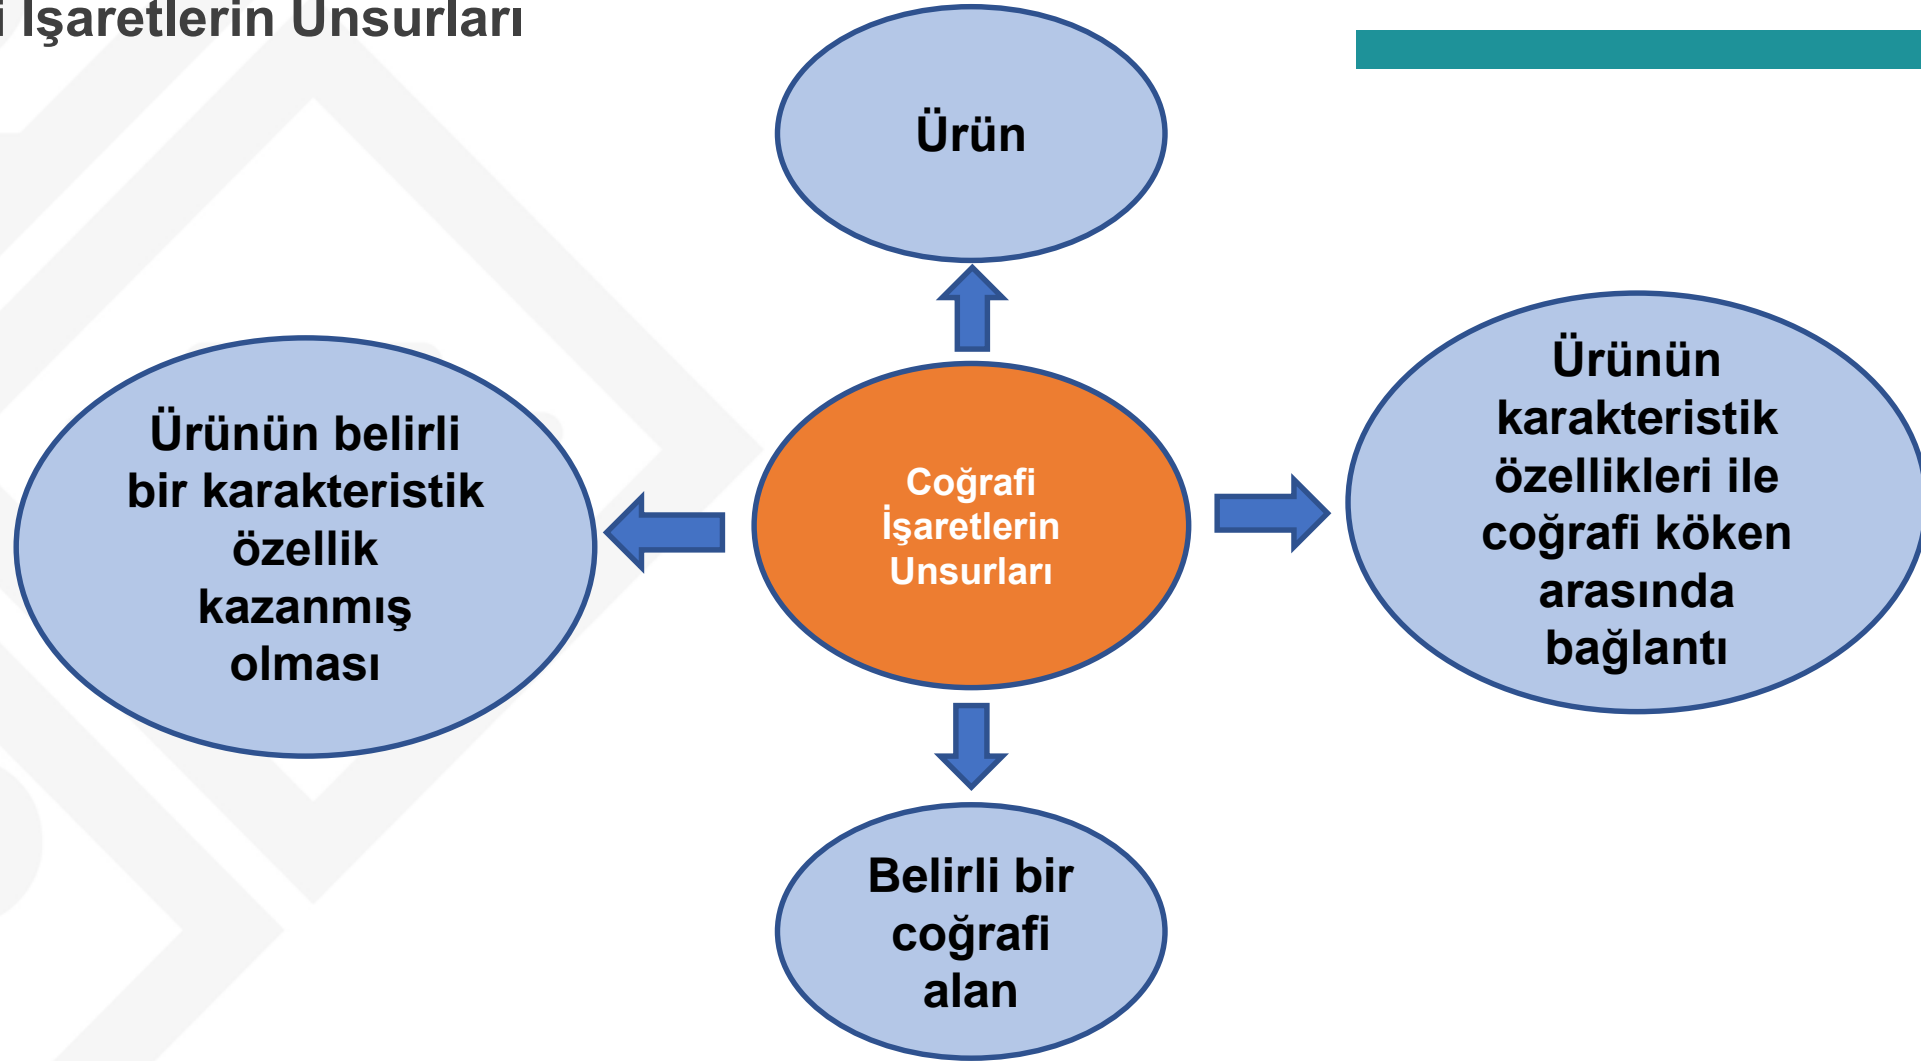 i İşaretlerin Unsurları
Ürün
Ürünün belirli
bir karakteristik
özellik
kazanmış
olması
Coğrafi
İşaretlerin
Unsurları
Ürünün
karakteristik
özellikleri ile
coğrafi köken
arasında
bağlantı
Belirli bir
coğrafi
alan